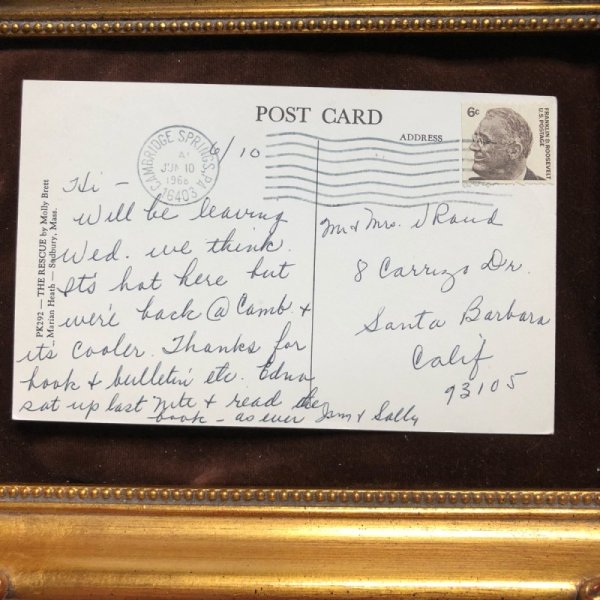 POST CARD
ADDRESS
6c
FRANKLIN D. ROOSEVELT
U.S. POSTAGE
CAMBRIDGE SPRINGS, PA
JUN 10
16403
6/10
PK292 — THE RESCUE by Molly Brett
Marian Heath — Sudbury, Mass.
Hi —
Will be leaving
Wed. we think.
It's hot here but
we're back @ Camb. &
its cooler. Thanks for
book & bulletin etc. Edna
sat up last nite & read the
book — as ever Jim & Sally
Mr & Mrs. J Rand
8 Carrizo Dr.
Santa Barbara
Calif
93105